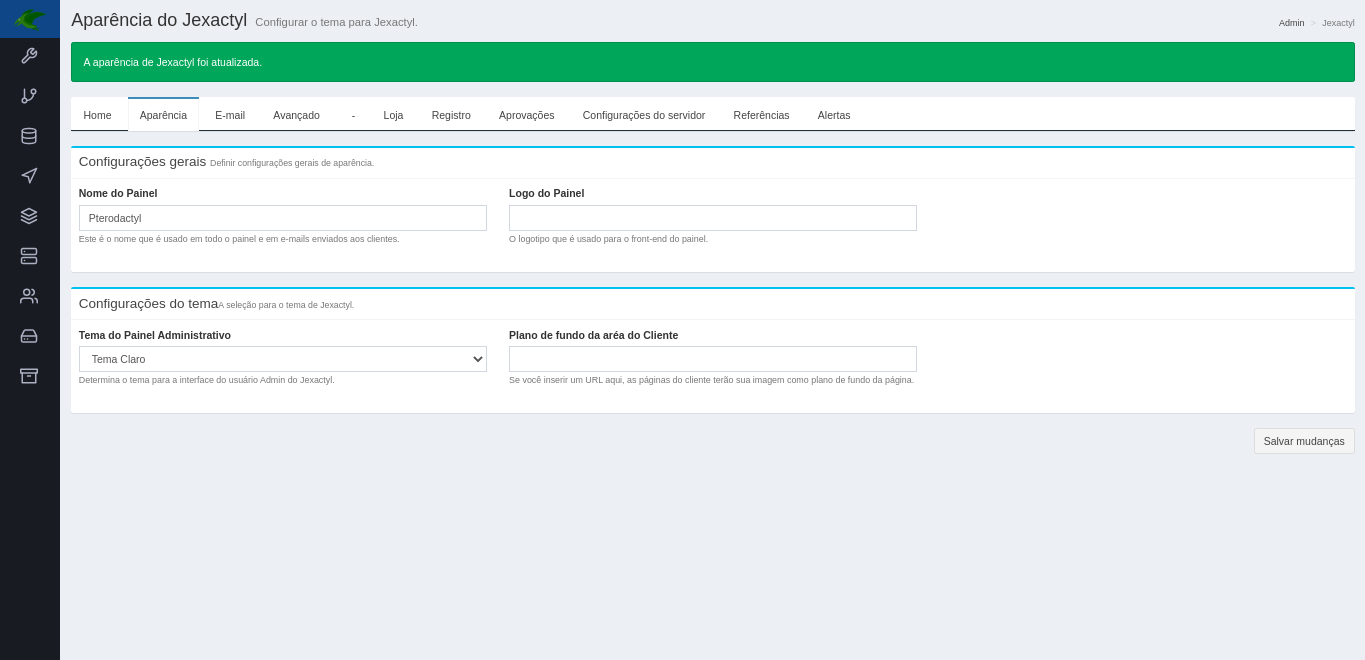 Aparência do Jexactyl Configurar o tema para Jexactyl.
Admin > Jexactyl
A aparência de Jexactyl foi atualizada.
Home Aparência E-mail Avançado - Loja Registro Aprovações Configurações do servidor Referências Alertas
Configurações gerais Definir configurações gerais de aparência.
Nome do Painel Logo do Painel
Pterodactyl
Este é o nome que é usado em todo o painel e em e-mails enviados aos clientes. O logotipo que é usado para o front-end do painel.
Configurações do temaA seleção para o tema de Jexactyl.
Tema do Painel Administrativo Plano de fundo da aréa do Cliente
Tema Claro
Determina o tema para a interface do usuário Admin do Jexactyl. Se você inserir um URL aqui, as páginas do cliente terão sua imagem como plano de fundo da página.
Salvar mudanças